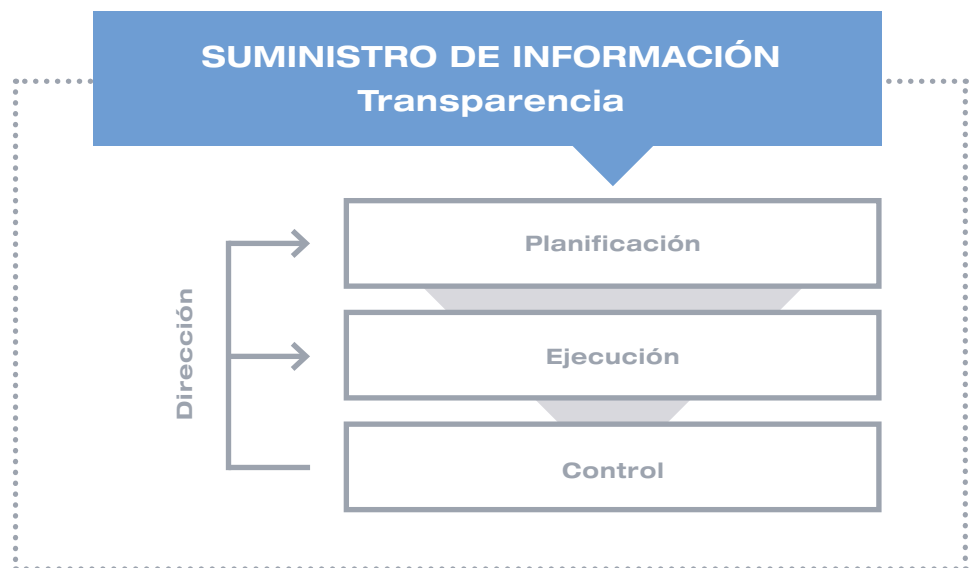 SUMINISTRO DE INFORMACIÓN
Transparencia
Planificación
Dirección
Ejecución
Control